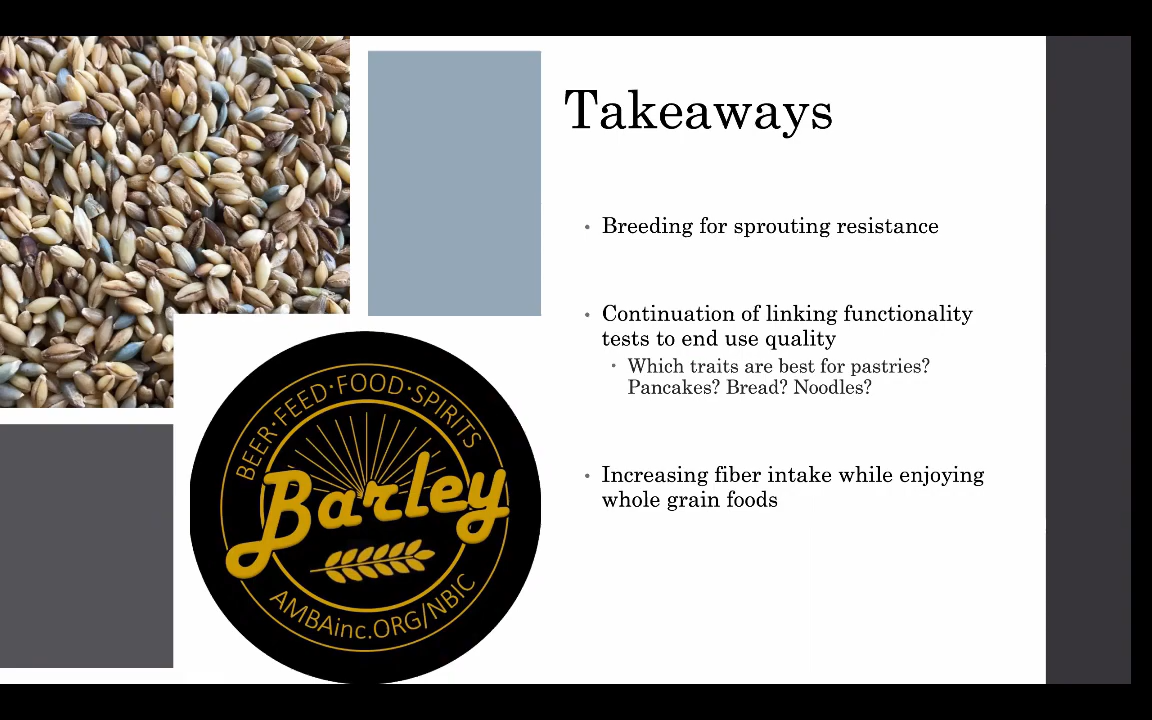 Takeaways
• Breeding for sprouting resistance
• Continuation of linking functionality
tests to end use quality
• Which traits are best for pastries?
Pancakes? Bread? Noodles?
• Increasing fiber intake while enjoying
whole grain foods
BEER·FEED·FOOD·SPIRITS
Barley
AMBAinc.ORG/NBIC